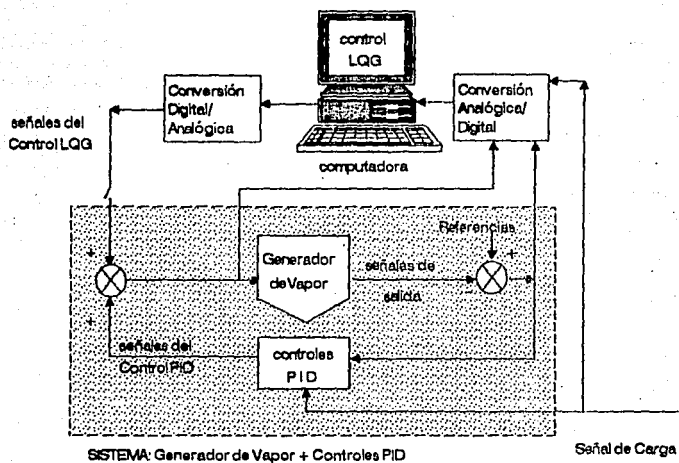 control
LQG
Conversión
Digital/
Analógica
Conversión
Analógica/
Digital
señales del
Control LQG
computadora
Referencias
+
+
Generador
de Vapor
señales de
salida
-
+
señales del
Control PID
controles
PID
SISTEMA: Generador de Vapor + Controles PID
Señal de Carga